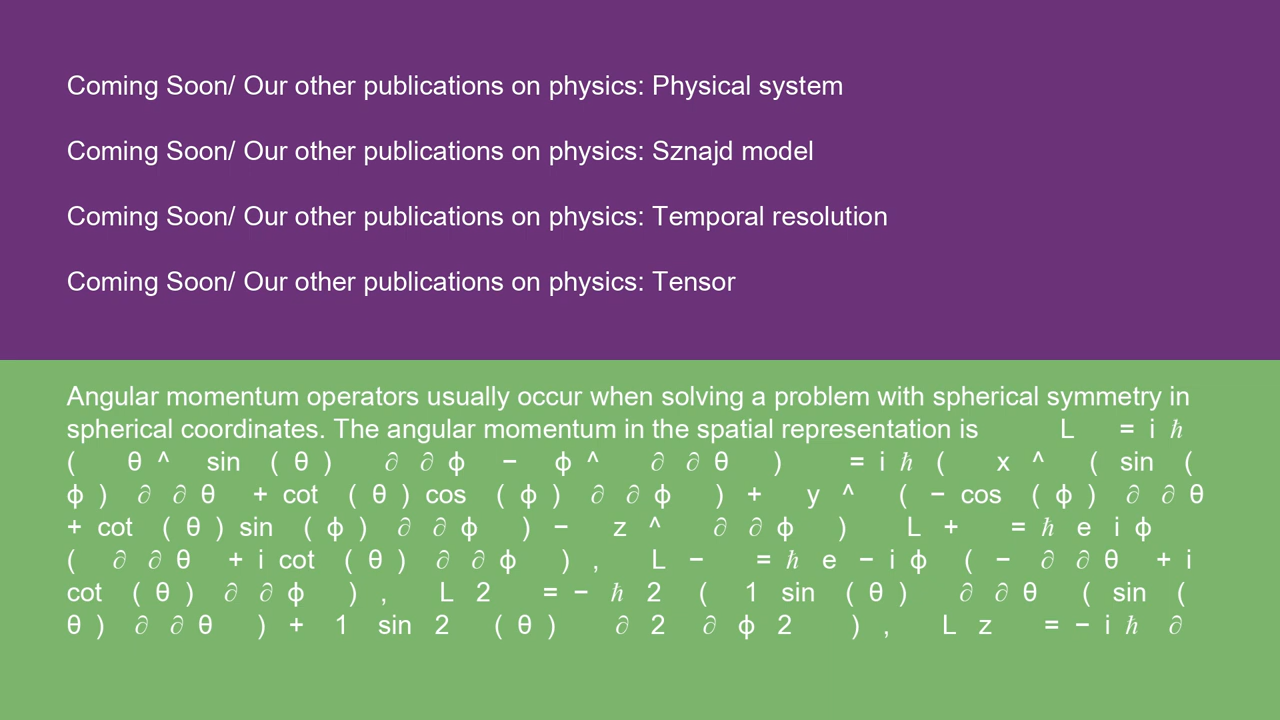 Coming Soon/ Our other publications on physics: Physical system
Coming Soon/ Our other publications on physics: Sznajd model
Coming Soon/ Our other publications on physics: Temporal resolution
Coming Soon/ Our other publications on physics: Tensor
Angular momentum operators usually occur when solving a problem with spherical symmetry in
spherical coordinates. The angular momentum in the spatial representation is L = i ℏ
( θ ^ sin ( θ ) ∂ ∂ ϕ − ϕ ^ ∂ ∂ θ ) = i ℏ ( x ^ ( sin (
ϕ ) ∂ ∂ θ + cot ( θ ) cos ( ϕ ) ∂ ∂ ϕ ) + y ^ ( − cos ( ϕ ) ∂ ∂ θ
+ cot ( θ ) sin ( ϕ ) ∂ ∂ ϕ ) − z ^ ∂ ∂ ϕ ) L + = ℏ e i ϕ
( ∂ ∂ θ + i cot ( θ ) ∂ ∂ ϕ ) , L − = ℏ e − i ϕ ( − ∂ ∂ θ + i
cot ( θ ) ∂ ∂ ϕ ) , L 2 = − ℏ 2 ( 1 sin ( θ ) ∂ ∂ θ ( sin (
θ ) ∂ ∂ θ ) + 1 sin 2 ( θ ) ∂ 2 ∂ ϕ 2 ) , L z = − i ℏ ∂